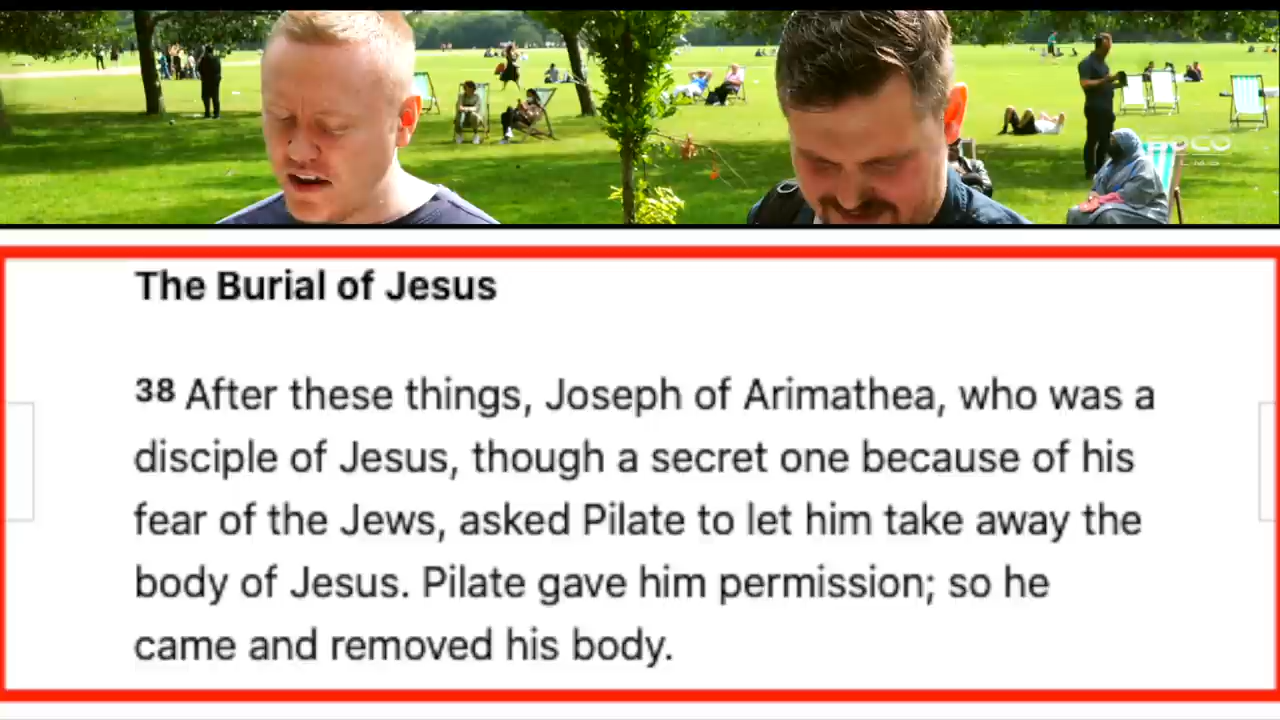 The Burial of Jesus
38 After these things, Joseph of Arimathea, who was a
disciple of Jesus, though a secret one because of his
fear of the Jews, asked Pilate to let him take away the
body of Jesus. Pilate gave him permission; so he
came and removed his body.